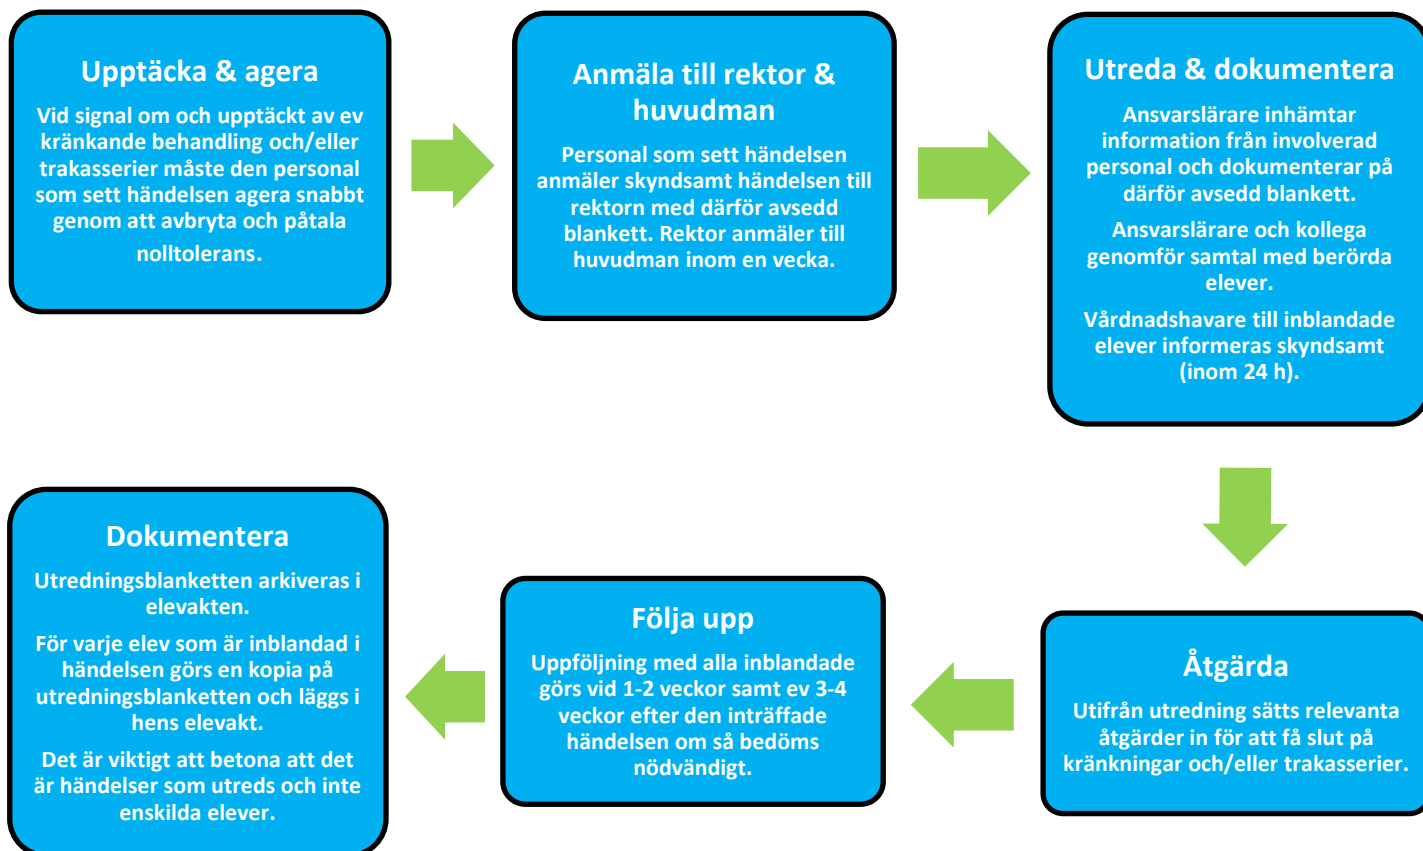 Upptäcka & agera
Vid signal om och upptäckt av ev
kränkande behandling och/eller
trakasserier måste den personal
som sett händelsen agera snabbt
genom att avbryta och påtala
nolltolerans.
Anmäla till rektor &
huvudman
Personal som sett händelsen
anmäler skyndsamt händelsen till
rektorn med därför avsedd
blankett. Rektor anmäler till
huvudman inom en vecka.
Utreda & dokumentera
Ansvarslärare inhämtar
information från involverad
personal och dokumenterar på
därför avsedd blankett.
Ansvarslärare och kollega
genomför samtal med berörda
elever.
Vårdnadshavare till inblandade
elever informeras skyndsamt
(inom 24 h).
Åtgärda
Utifrån utredning sätts relevanta
åtgärder in för att få slut på
kränkningar och/eller trakasserier.
Följa upp
Uppföljning med alla inblandade
görs vid 1-2 veckor samt ev 3-4
veckor efter den inträffade
händelsen om så bedöms
nödvändigt.
Dokumentera
Utredningsblanketten arkiveras i
elevakten.
För varje elev som är inblandad i
händelsen görs en kopia på
utredningsblanketten och läggs i
hens elevakt.
Det är viktigt att betona att det
är händelser som utreds och inte
enskilda elever.